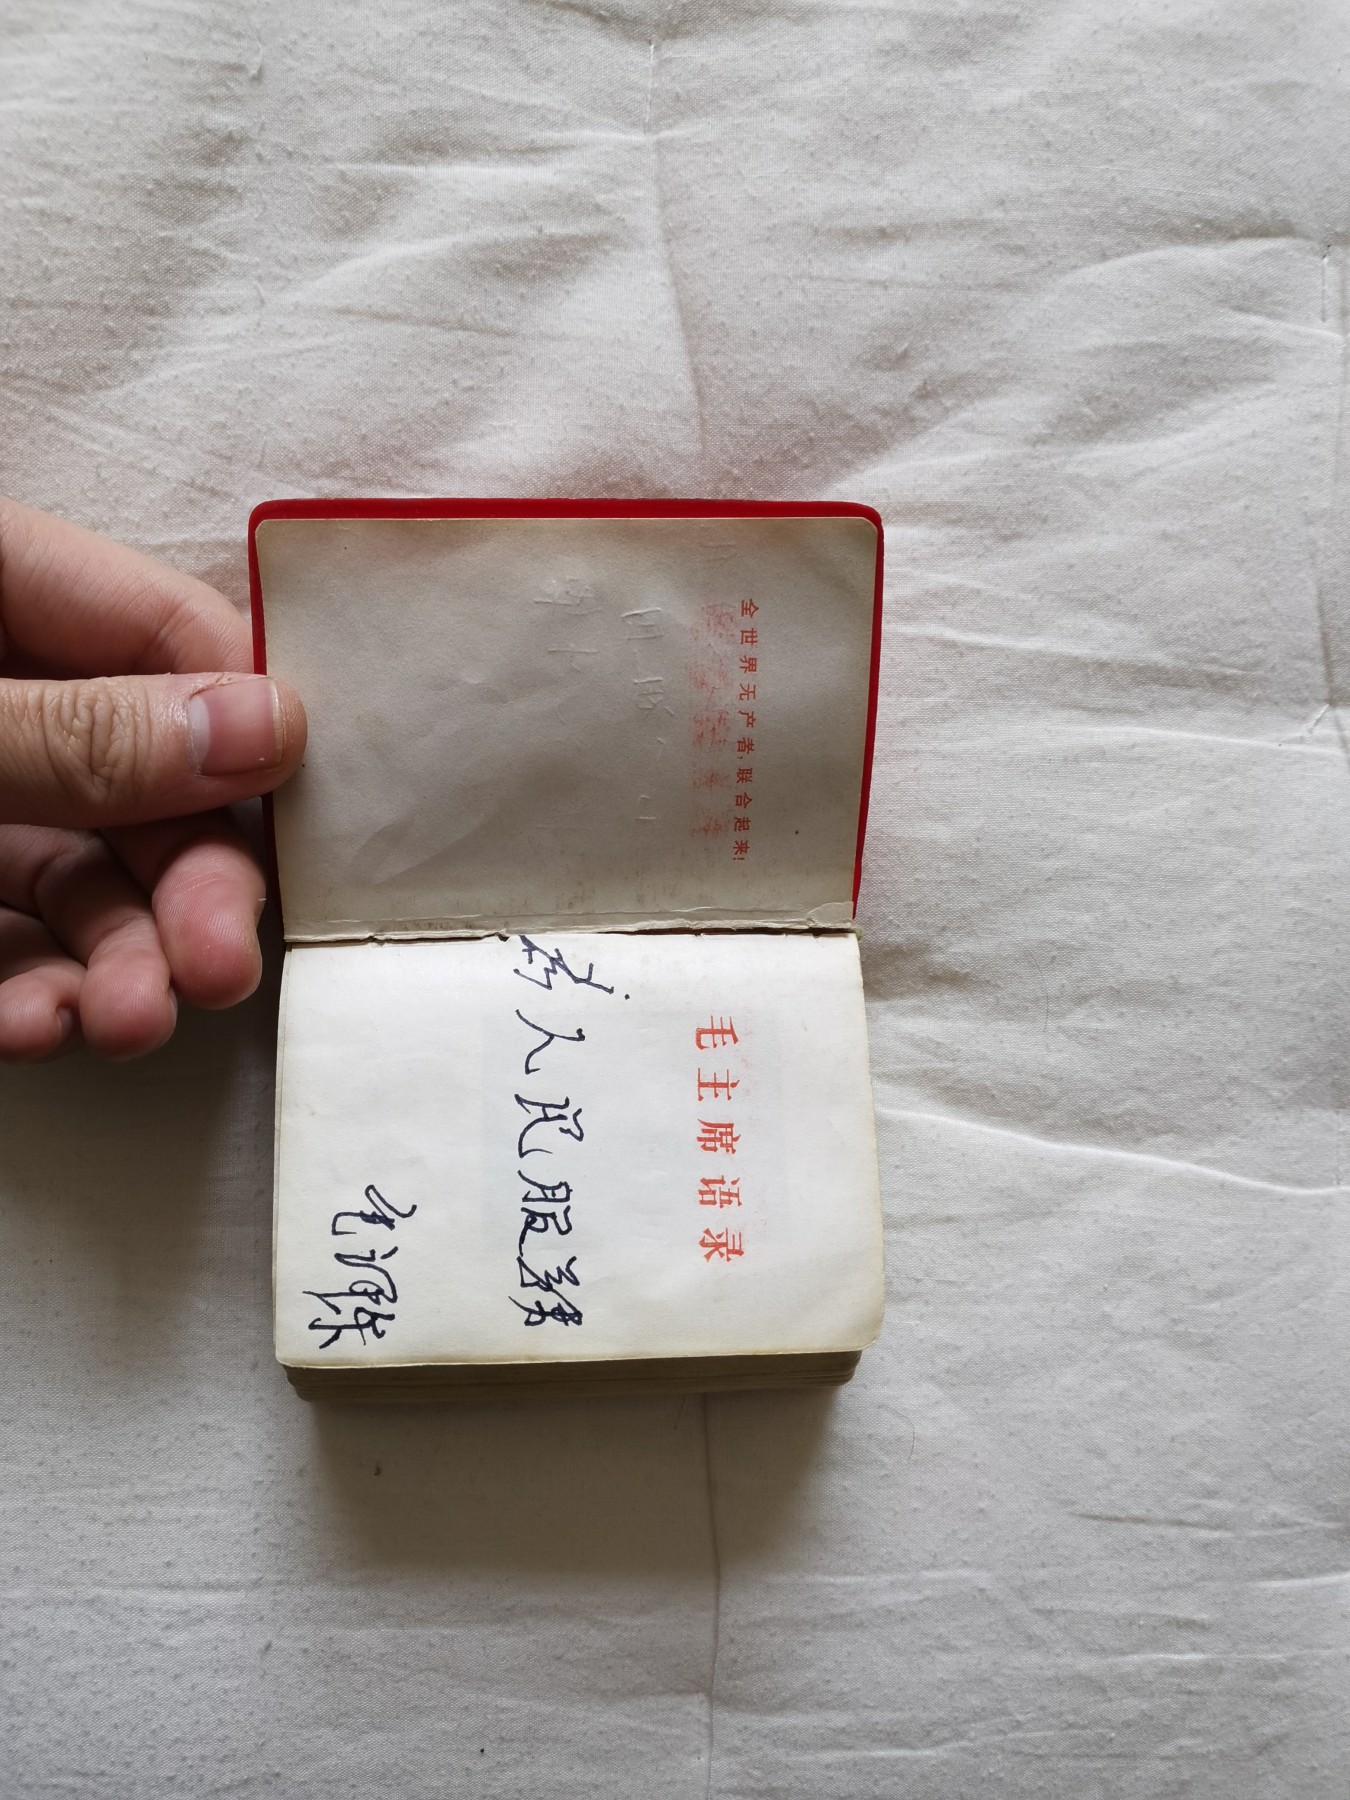 全世界无产者，联合起来！
毛主席语录
为人民服務
毛泽东